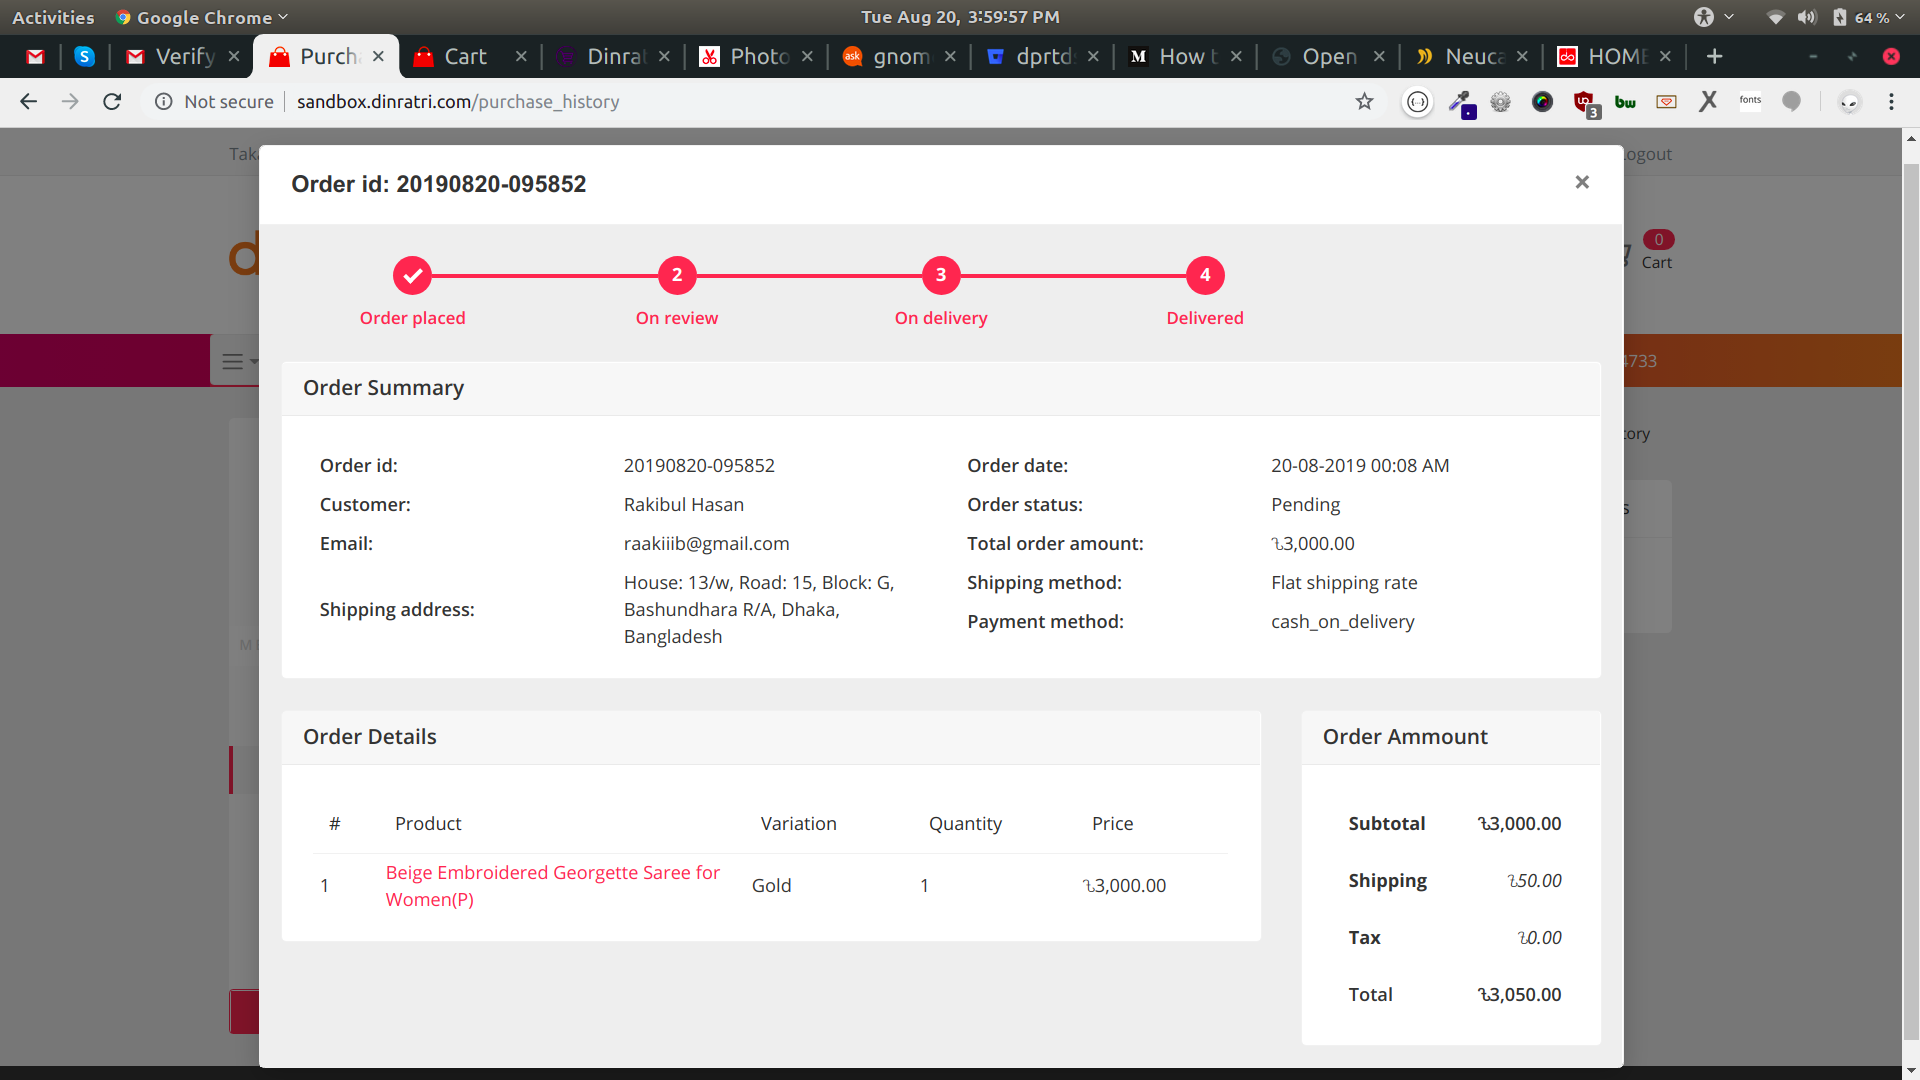 Activities Google Chrome Tue Aug 20, 3:59:57 PM 64 %
Verify Purch Cart Dinrat Photo gnom dprtd How t Open Neuca HOME
Not secure sandbox.dinratri.com/purchase_history 3 bw X fonts
Taka ogout
Order id: 20190820-095852 ×
0
Cart
2 3 4
Order placed On review On delivery Delivered
4733
Order Summary
tory
Order id: 20190820-095852 Order date: 20-08-2019 00:08 AM
Customer: Rakibul Hasan Order status: Pending
s
Email: raakiiib@gmail.com Total order amount: ৳3,000.00
Shipping address: House: 13/w, Road: 15, Block: G, Shipping method: Flat shipping rate
Bashundhara R/A, Dhaka, Payment method: cash_on_delivery
Bangladesh
Order Details
# Product Variation Quantity Price
1 Beige Embroidered Georgette Saree for Gold 1 ৳3,000.00
Women(P)
Order Ammount
Subtotal ৳3,000.00
Shipping ৳50.00
Tax ৳0.00
Total ৳3,050.00